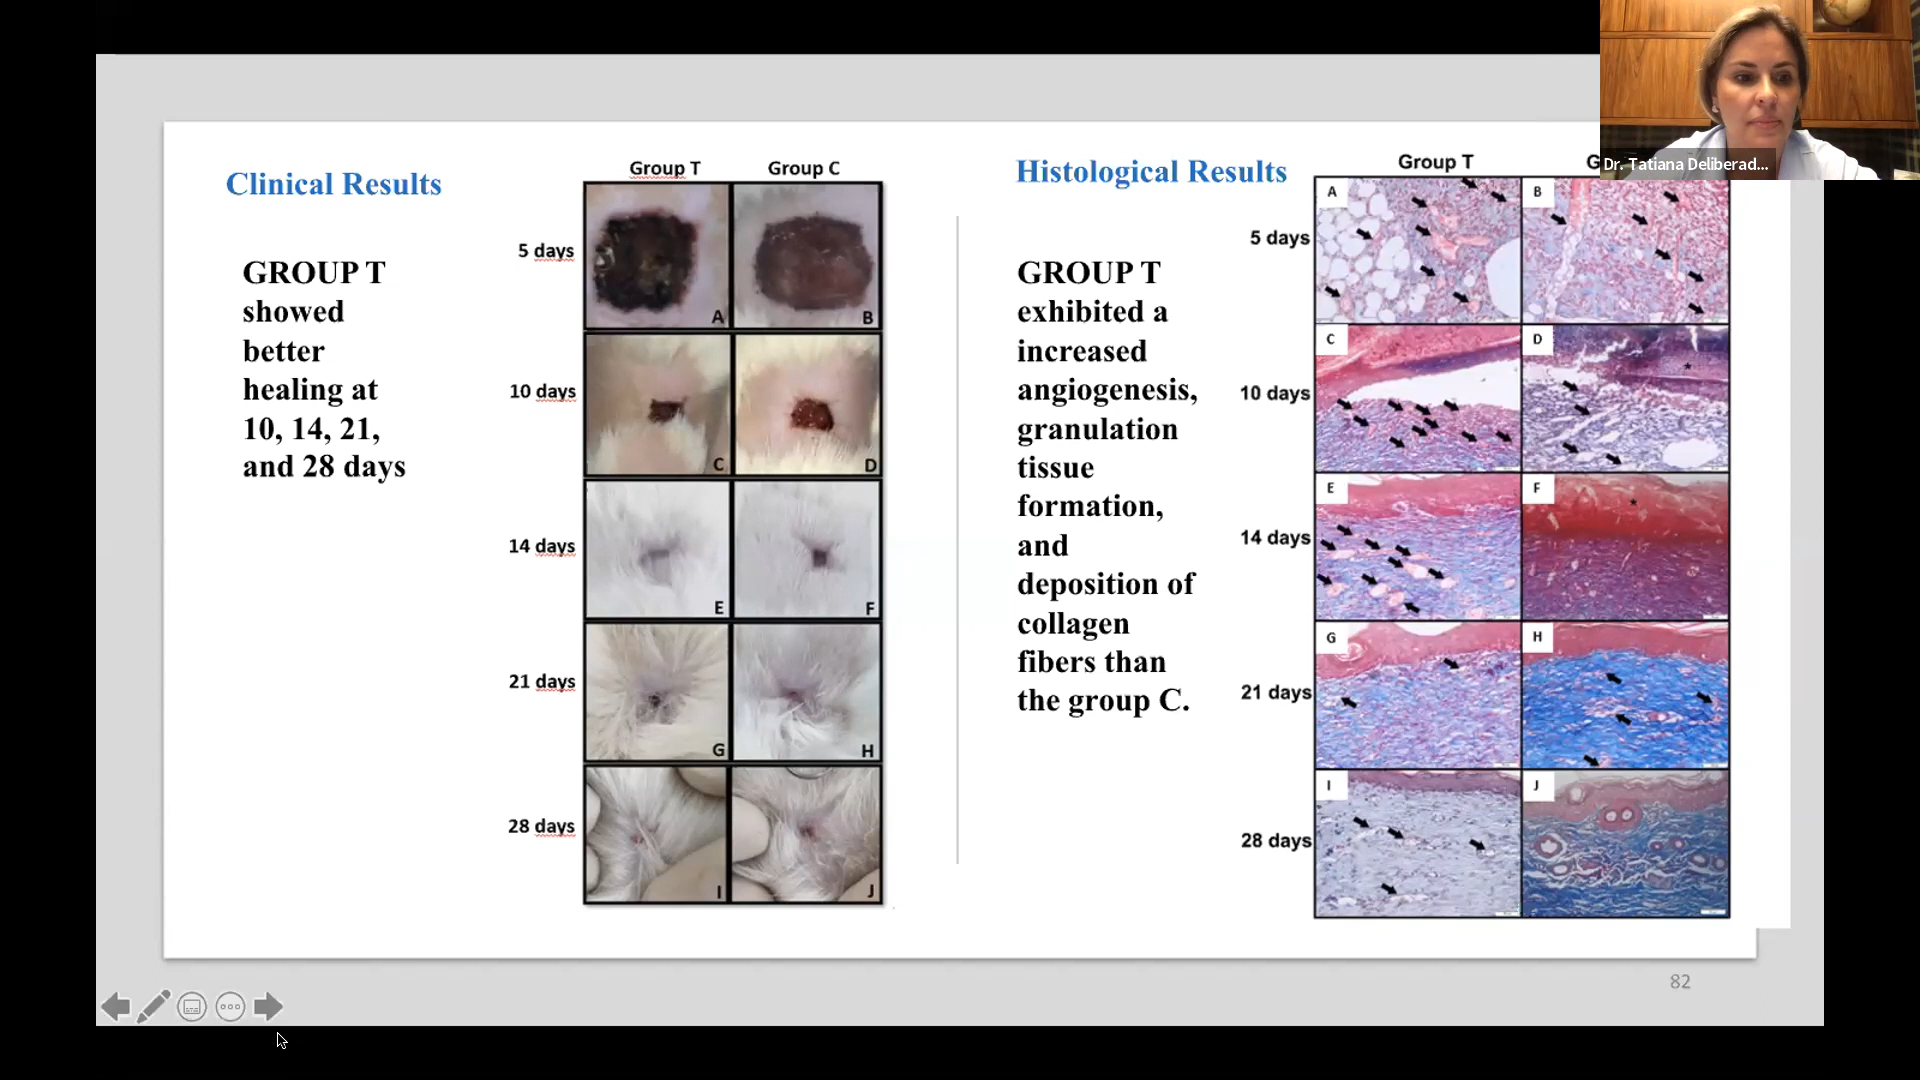 Clinical Results
GROUP T
showed
better
healing at
10, 14, 21,
and 28 days
Group T Group C
5 days
A B
10 days
C D
14 days
E F
21 days
G H
28 days
I J
Histological Results
GROUP T
exhibited a
increased
angiogenesis,
granulation
tissue
formation,
and
deposition of
collagen
fibers than
the group C.
Group T G
5 days
A B
10 days
C D
14 days
E F
21 days
G H
28 days
I J
Dr. Tatiana Deliberad...
82